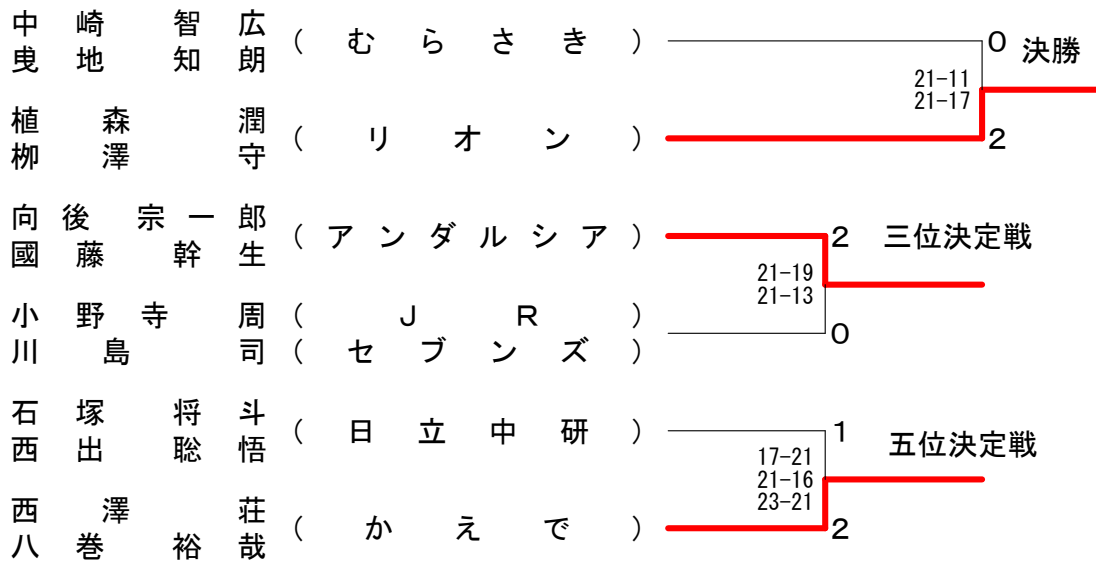 中崎智広
曵地知朗
(むらさき)
0 決勝
21-11
21-17
植森潤
栁澤守
(リオン)
2
向後宗一郎
國藤幹生
(アンダルシア)
2 三位決定戦
21-19
21-13
小野寺周(JR)
川島司(セブンズ)
0
石塚将斗
西出聡悟
(日立中研)
1 五位決定戦
17-21
21-16
23-21
西澤荘
八巻裕哉
(かえで)
2